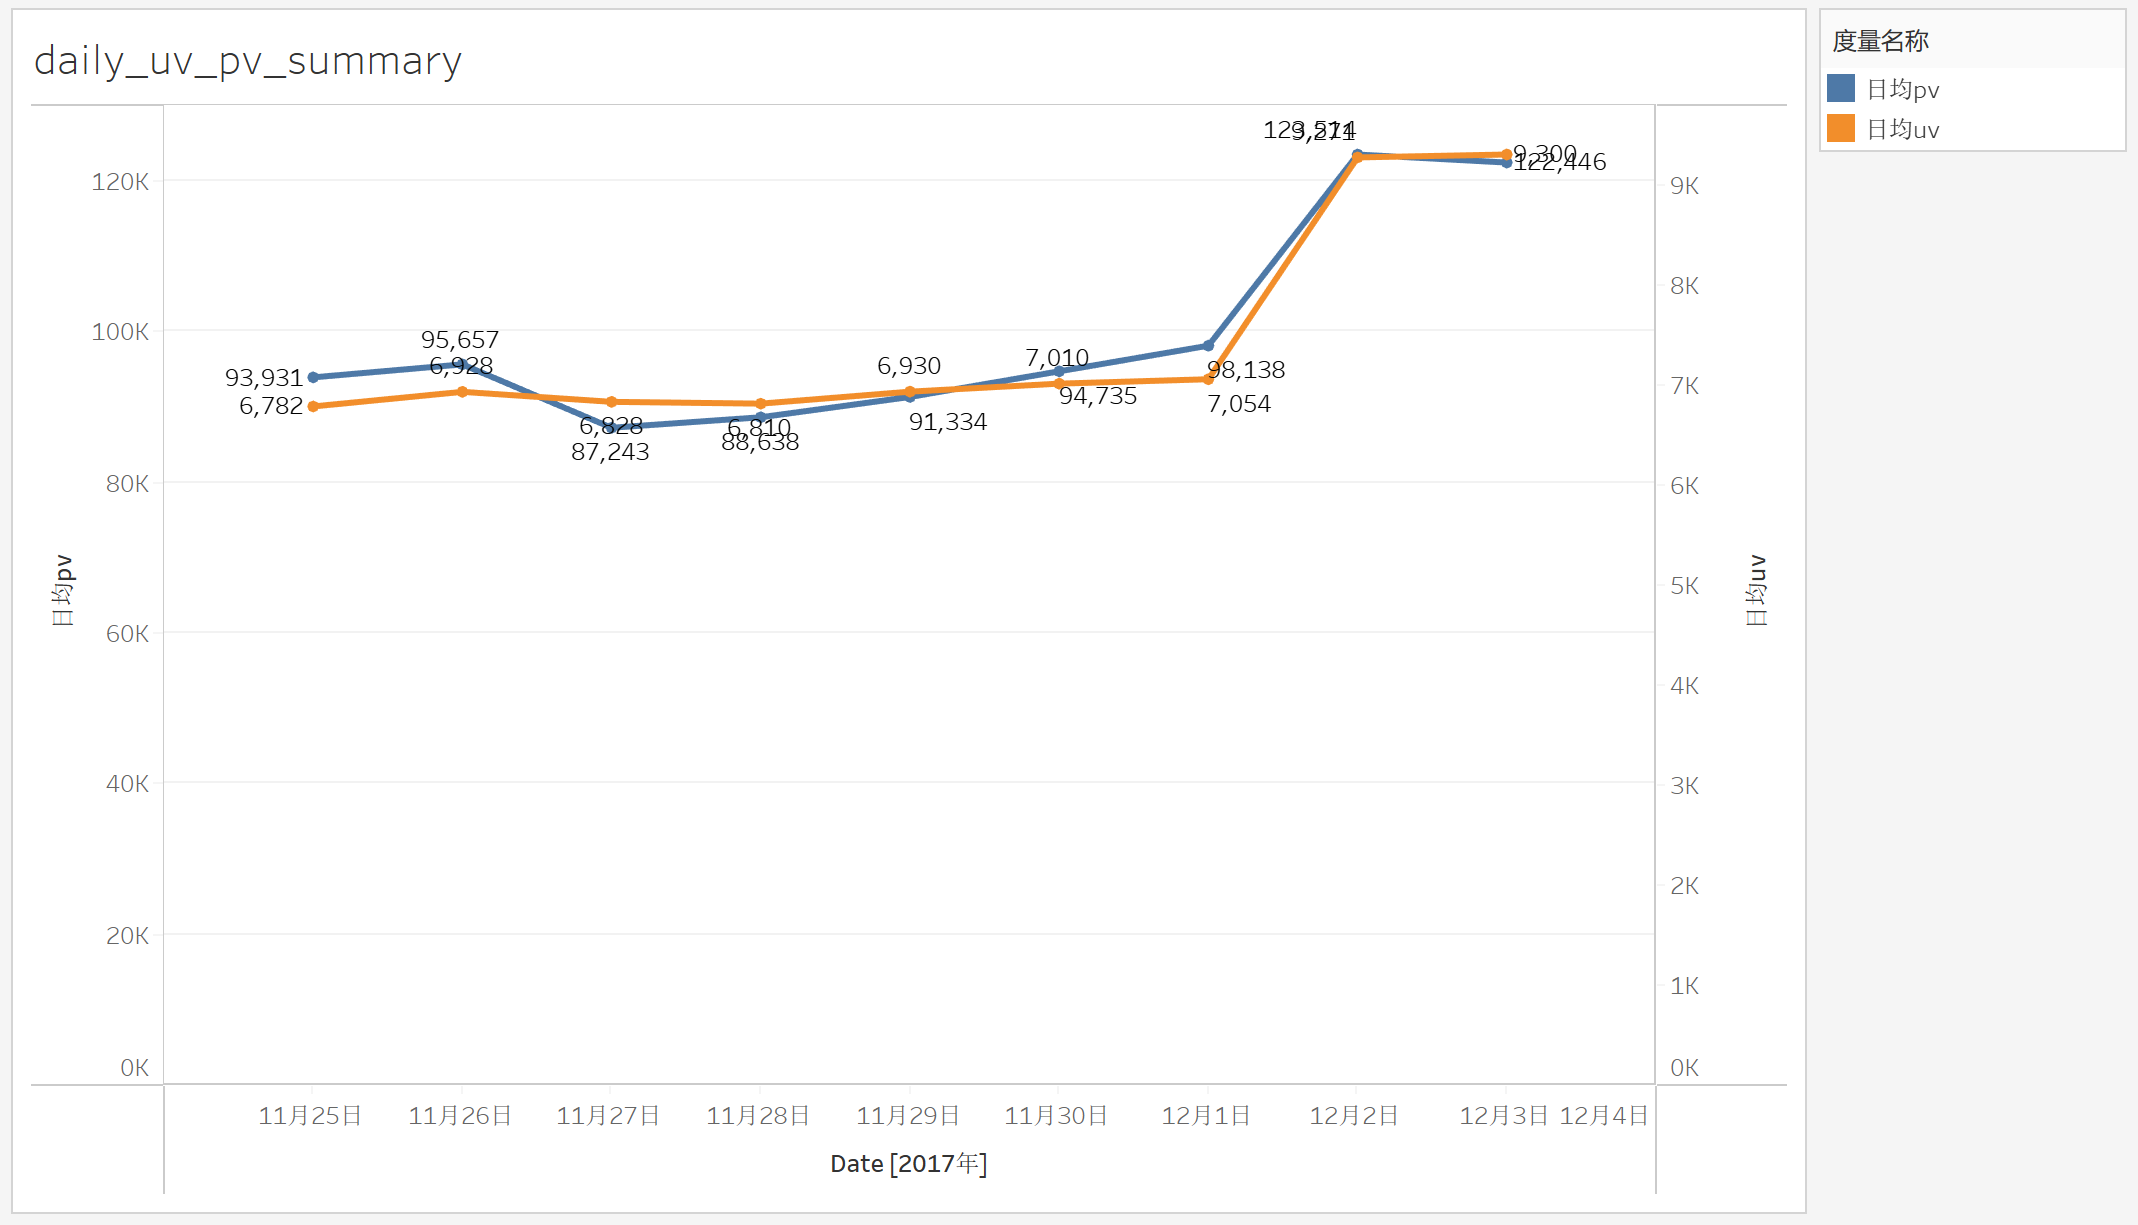 daily_uv_pv_summary
度量名称
日均pv
日均uv
120K
100K
80K
60K
40K
20K
0K
日均pv
93,931
6,782
95,657
6,928
6,828
87,243
6,810
88,638
6,930
91,334
7,010
94,735
98,138
7,054
9,300
122,446
9K
8K
7K
6K
5K
4K
3K
2K
1K
0K
日均uv
11月25日
11月26日
11月27日
11月28日
11月29日
11月30日
12月1日
12月2日
12月3日
12月4日
Date [2017年]